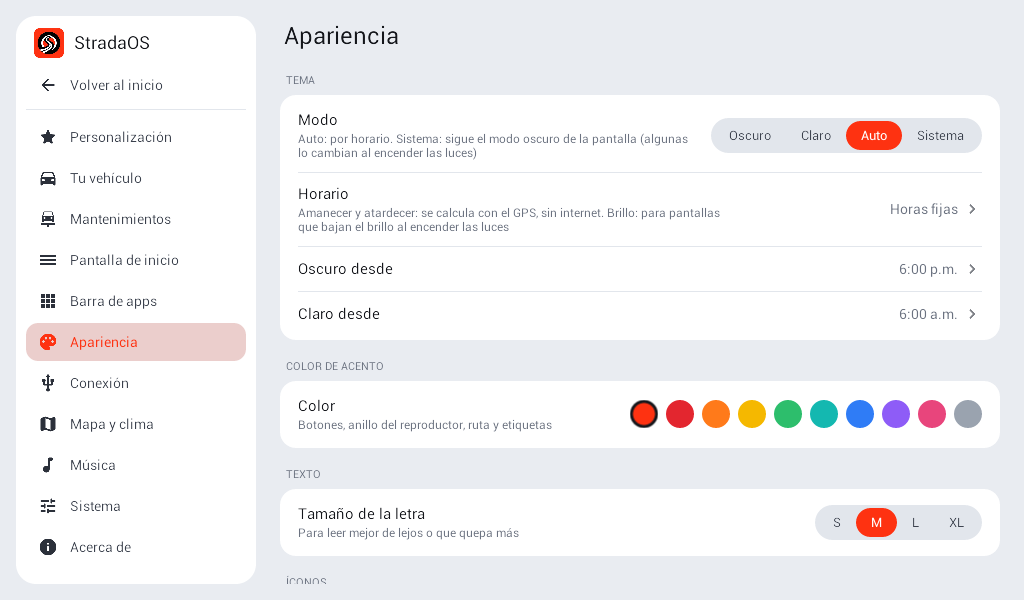 StradaOS
Volver al inicio
Personalización
Tu vehículo
Mantenimientos
Pantalla de inicio
Barra de apps
Apariencia
Conexión
Mapa y clima
Música
Sistema
Acerca de
Apariencia
TEMA
Modo
Auto: por horario. Sistema: sigue el modo oscuro de la pantalla (algunas
lo cambian al encender las luces)
Oscuro Claro Auto Sistema
Horario
Amanecer y atardecer: se calcula con el GPS, sin internet. Brillo: para pantallas
que bajan el brillo al encender las luces
Horas fijas
Oscuro desde
6:00 p.m.
Claro desde
6:00 a.m.
COLOR DE ACENTO
Color
Botones, anillo del reproductor, ruta y etiquetas
TEXTO
Tamaño de la letra
Para leer mejor de lejos o que quepa más
S M L XL
ÍCONOS